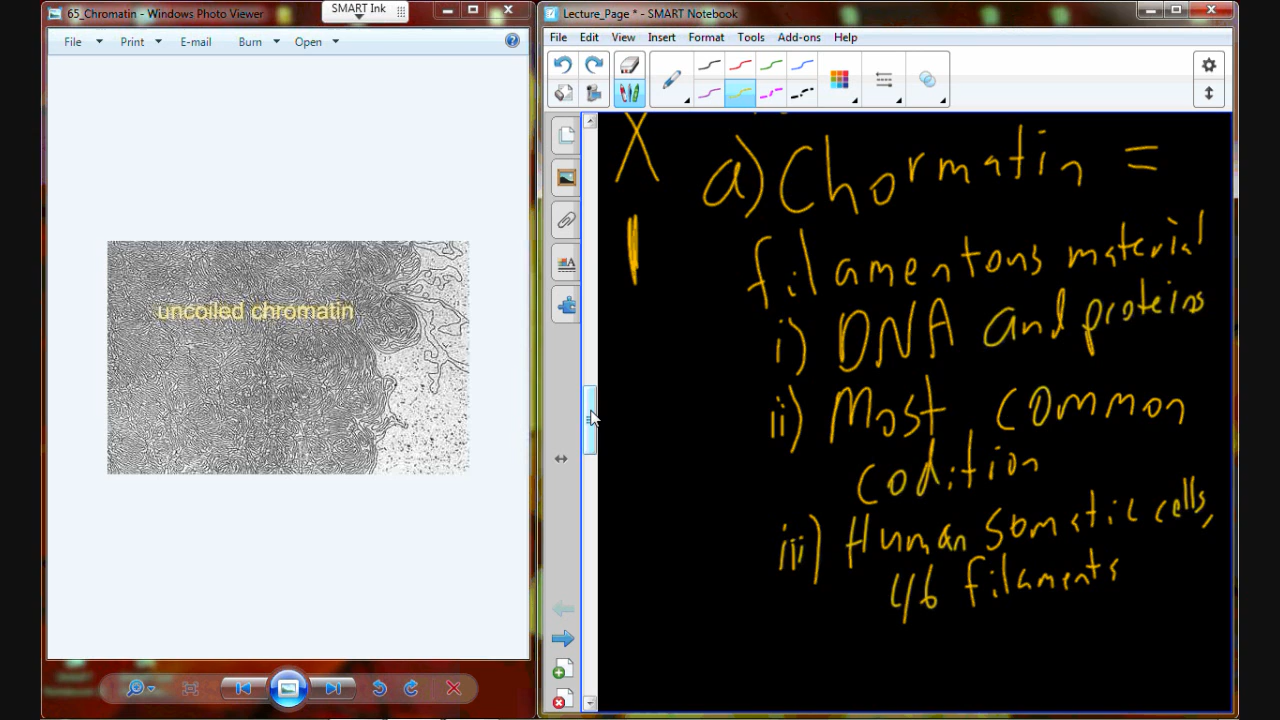 65_Chromatin - Windows Photo Viewer
SMART Ink
File Print E-mail Burn Open
uncoiled chromatin
Lecture_Page * - SMART Notebook
File Edit View Insert Format Tools Add-ons Help
X a) Chormatin =
filamentous material
i) DNA and proteins
ii) Most common
codition
iii) Human somatic cells,
46 filaments